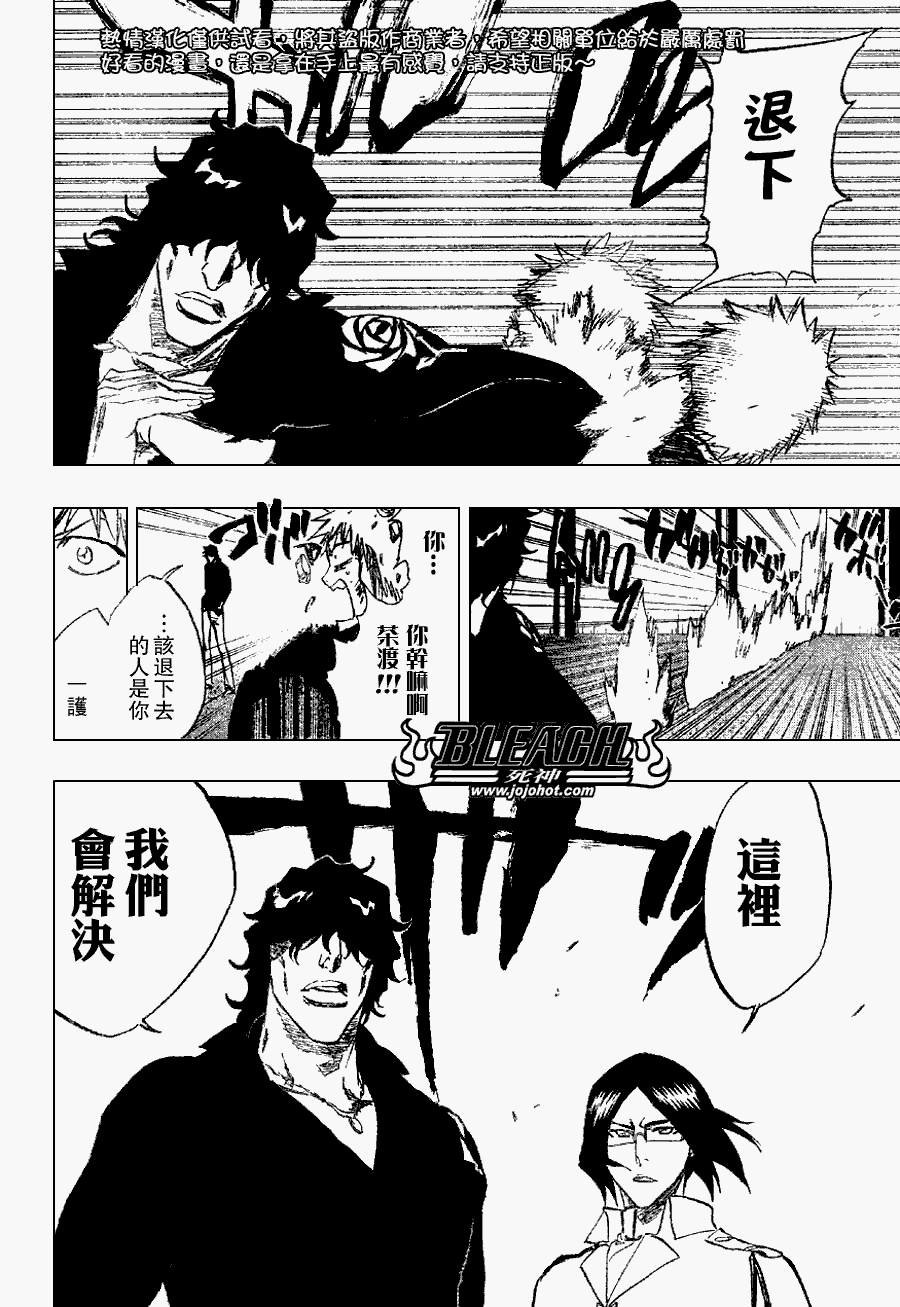 熱情漢化僅供試看，將其盜版作商業者，希望相關單位給於嚴厲處罰
好看的漫畫，還是拿在手上最有感覺，請支持正版～
退下
你…
你幹嘛啊
茶渡!!!
…該退下去
的人是你
一護
BLEACH
死神
www.jojohot.com
這裡
我們
會解決